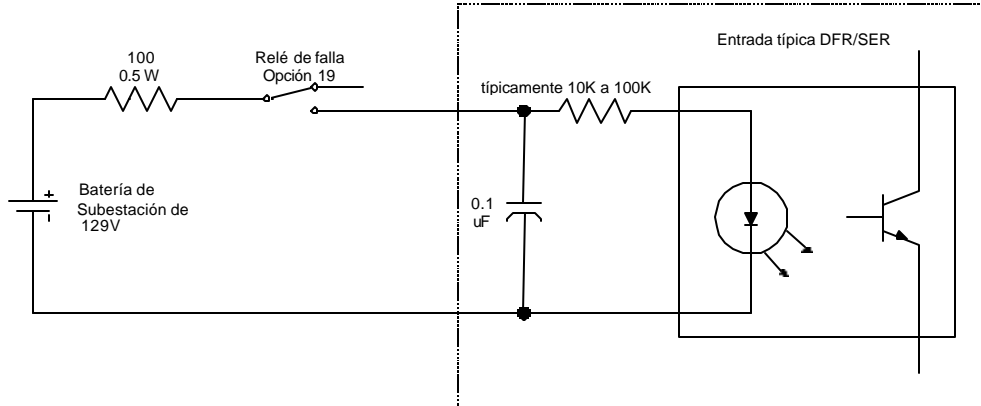 Entrada típica DFR/SER
100
0.5 W
Relé de falla
Opción 19
típicamente 10K a 100K
+
Batería de
Subestación de
129V
0.1
uF